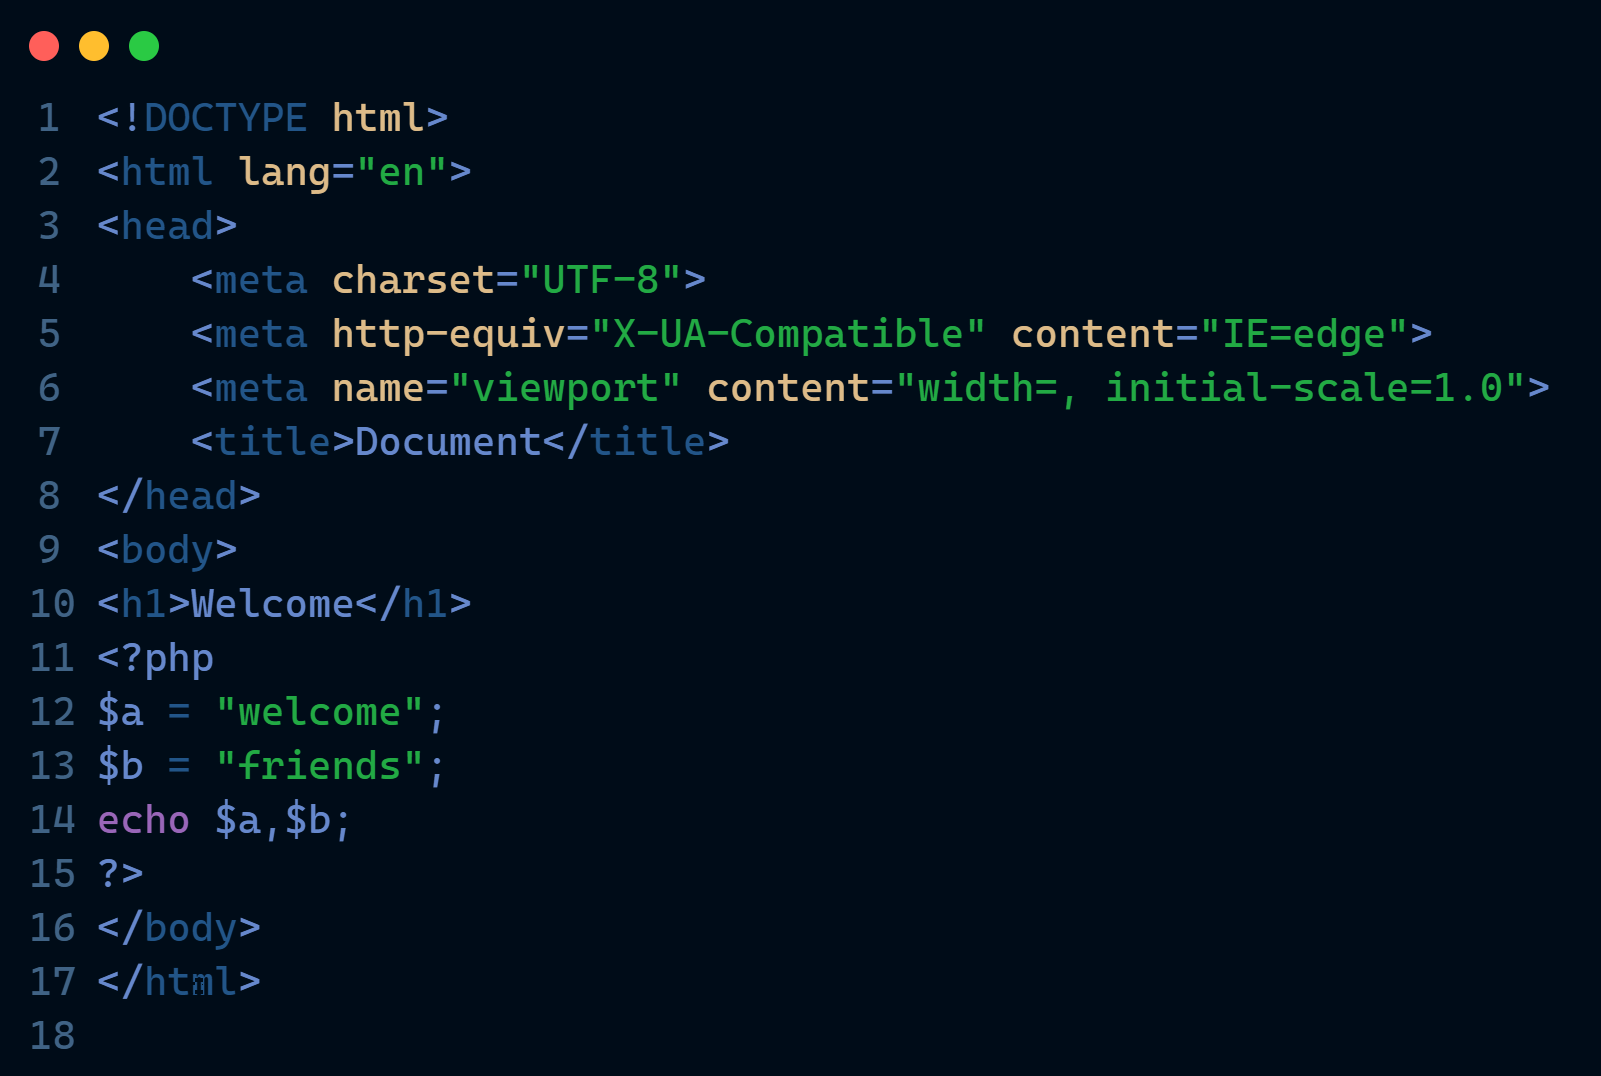 1 <!DOCTYPE html>
2 <html lang="en">
3 <head>
4     <meta charset="UTF-8">
5     <meta http-equiv="X-UA-Compatible" content="IE=edge">
6     <meta name="viewport" content="width=, initial-scale=1.0">
7     <title>Document</title>
8 </head>
9 <body>
10 <h1>Welcome</h1>
11 <?php
12 $a = "welcome";
13 $b = "friends";
14 echo $a,$b;
15 ?>
16 </body>
17 </html>
18